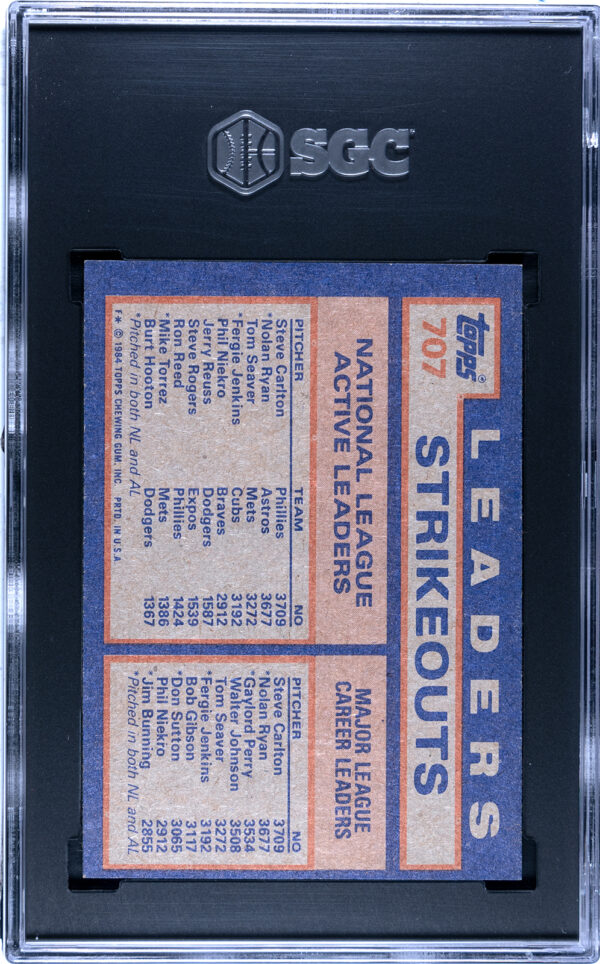 SGC
topps®
707
LEADERS
STRIKEOUTS
NATIONAL LEAGUE
ACTIVE LEADERS
PITCHER TEAM NO
Steve Carlton Phillies 3709
*Nolan Ryan Astros 3677
Tom Seaver Mets 3272
*Fergie Jenkins Cubs 3192
Phil Niekro Braves 2912
Jerry Reuss Dodgers 1587
Steve Rogers Expos 1539
Ron Reed Phillies 1424
*Mike Torrez Mets 1386
Burt Hooton Dodgers 1367
*Pitched in both NL and AL
MAJOR LEAGUE
CAREER LEADERS
PITCHER NO
Steve Carlton 3709
*Nolan Ryan 3677
*Gaylord Perry 3534
Walter Johnson 3508
Tom Seaver 3272
*Fergie Jenkins 3192
Bob Gibson 3117
*Don Sutton 3065
Phil Niekro 2912
*Jim Bunning 2855
*Pitched in both NL and AL
F* © 1984 TOPPS CHEWING GUM, INC. PRTD. IN U.S.A